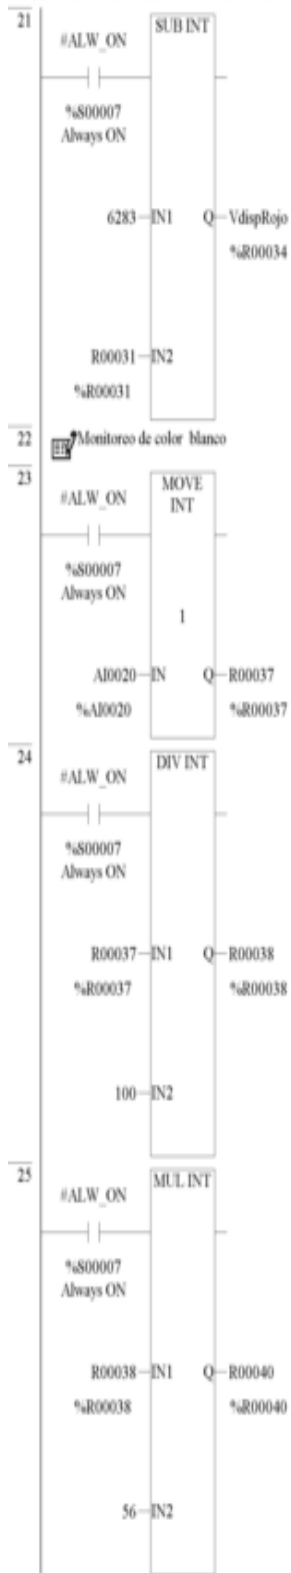 21
SUB INT
#ALW_ON
%S00007
Always ON
6283 IN1 Q VdispRojo
%R00034
R00031 IN2
%R00031
22 Monitoreo de color blanco
23
MOVE
INT
#ALW_ON
%S00007
Always ON
1
AI0020 IN Q R00037
%AI0020 %R00037
24
DIV INT
#ALW_ON
%S00007
Always ON
R00037 IN1 Q R00038
%R00037 %R00038
100 IN2
25
MUL INT
#ALW_ON
%S00007
Always ON
R00038 IN1 Q R00040
%R00038 %R00040
56 IN2